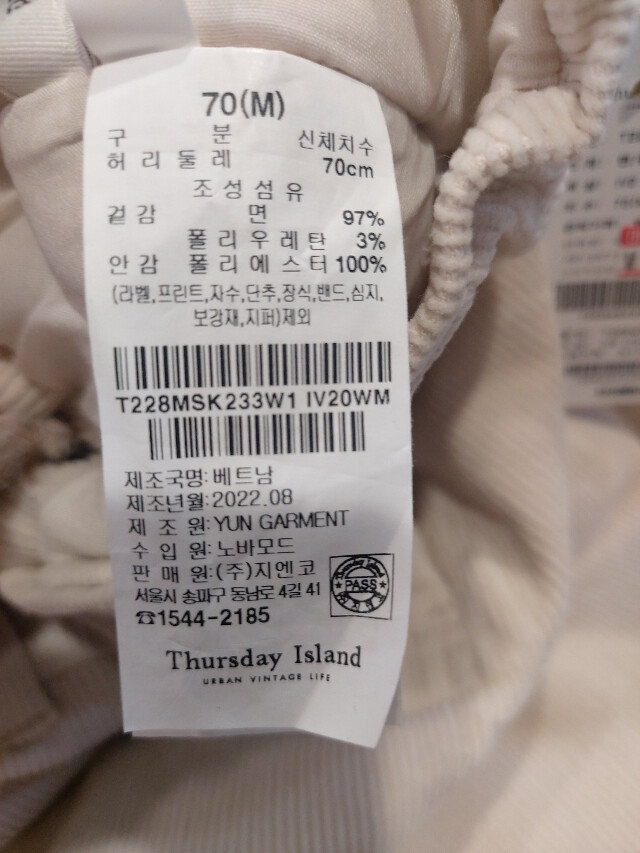 70(M)
구 분 신체치수
허 리 둘 레 70cm
조 성 섬 유
겉 감 면 97%
폴 리 우 레 탄 3%
안 감 폴 리 에 스 터 100%
(라벨,프린트,자수,단추,장식,밴드,심지,
보강재,지퍼)제외
T228MSK233W1 IV20WM
제조국명:베트남
제조년월:2022.08
제 조 원:YUN GARMENT
수 입 원:노바모드
판 매 원:(주)지엔코
서울시 송파구 동남로 4길 41
☎1544-2185
PASS
Thursday Island
URBAN VINTAGE LIFE